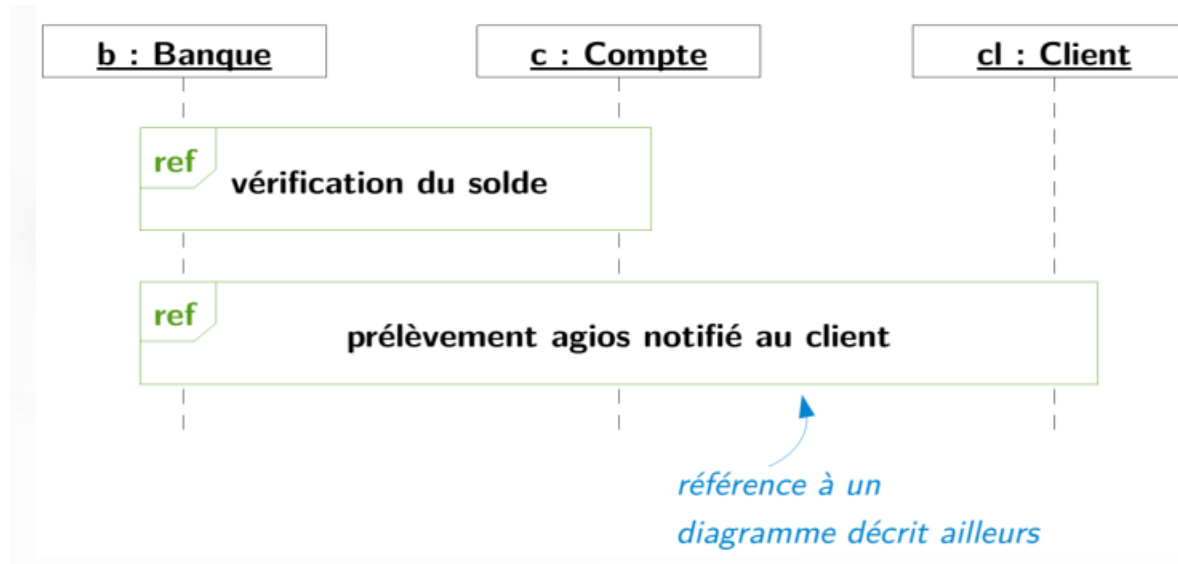 b : Banque
c : Compte
cl : Client
ref
vérification du solde
ref
prélèvement agios notifié au client
référence à un
diagramme décrit ailleurs